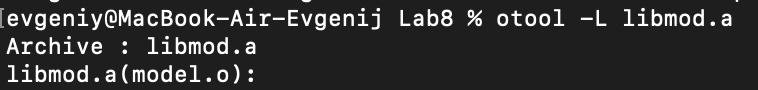 [evgeniy@MacBook-Air-Evgenij Lab8 % otool -L libmod.a
Archive : libmod.a
libmod.a(model.o):